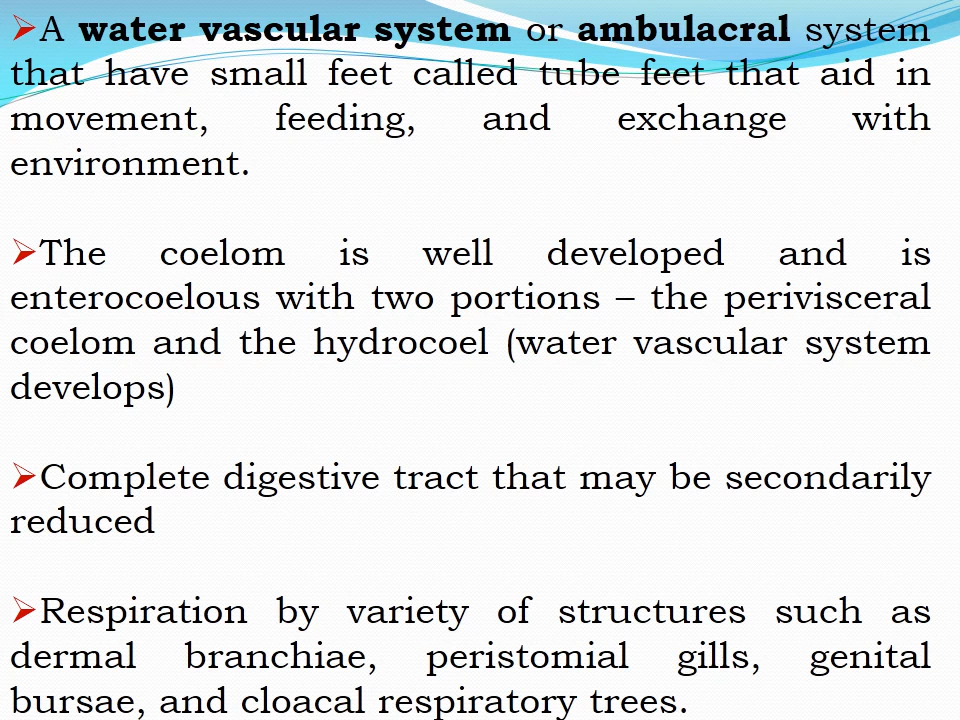 ➢A water vascular system or ambulacral system
that have small feet called tube feet that aid in
movement, feeding, and exchange with
environment.
➢The coelom is well developed and is
enterocoelous with two portions – the perivisceral
coelom and the hydrocoel (water vascular system
develops)
➢Complete digestive tract that may be secondarily
reduced
➢Respiration by variety of structures such as
dermal branchiae, peristomial gills, genital
bursae, and cloacal respiratory trees.